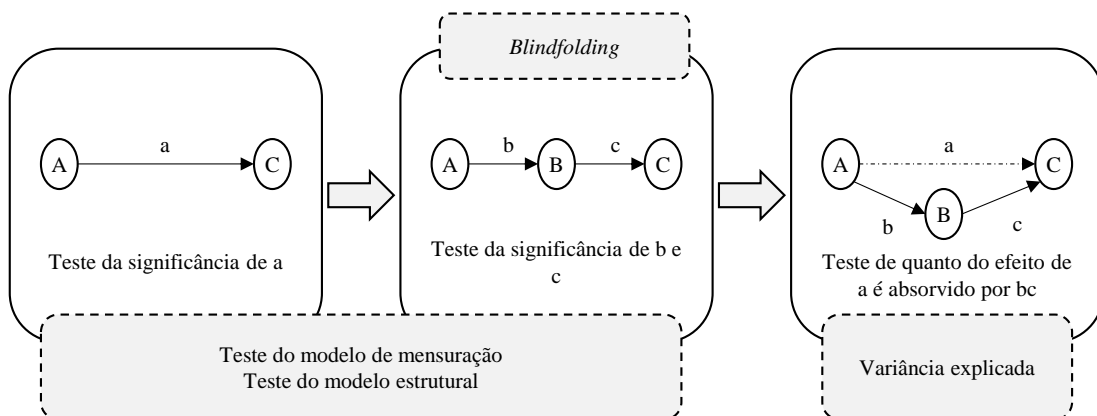 Blindfolding
a
A
C
Teste da significância de a
b
c
A
B
C
Teste da significância de b e
c
a
A
C
B
b
c
Teste de quanto do efeito de
a é absorvido por bc
Teste do modelo de mensuração
Teste do modelo estrutural
Variância explicada